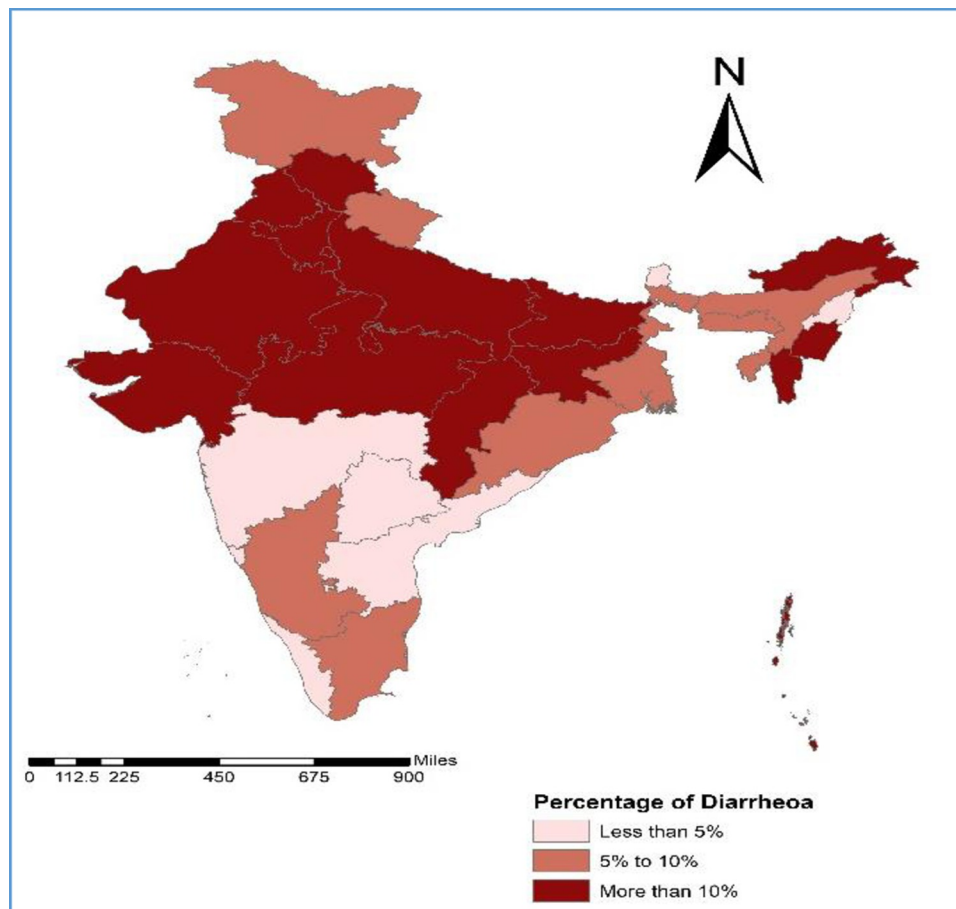 N
Miles
0 112.5 225 450 675 900
Percentage of Diarrheoa
Less than 5%
5% to 10%
More than 10%